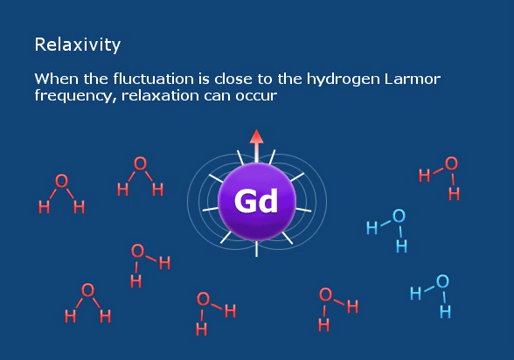 Relaxivity
When the fluctuation is close to the hydrogen Larmor
frequency, relaxation can occur
O
H H
O
H H
O
H
H
Gd
O
H
H
O
H
H
O
H
H
O
H H
O
H
H
O
H
H